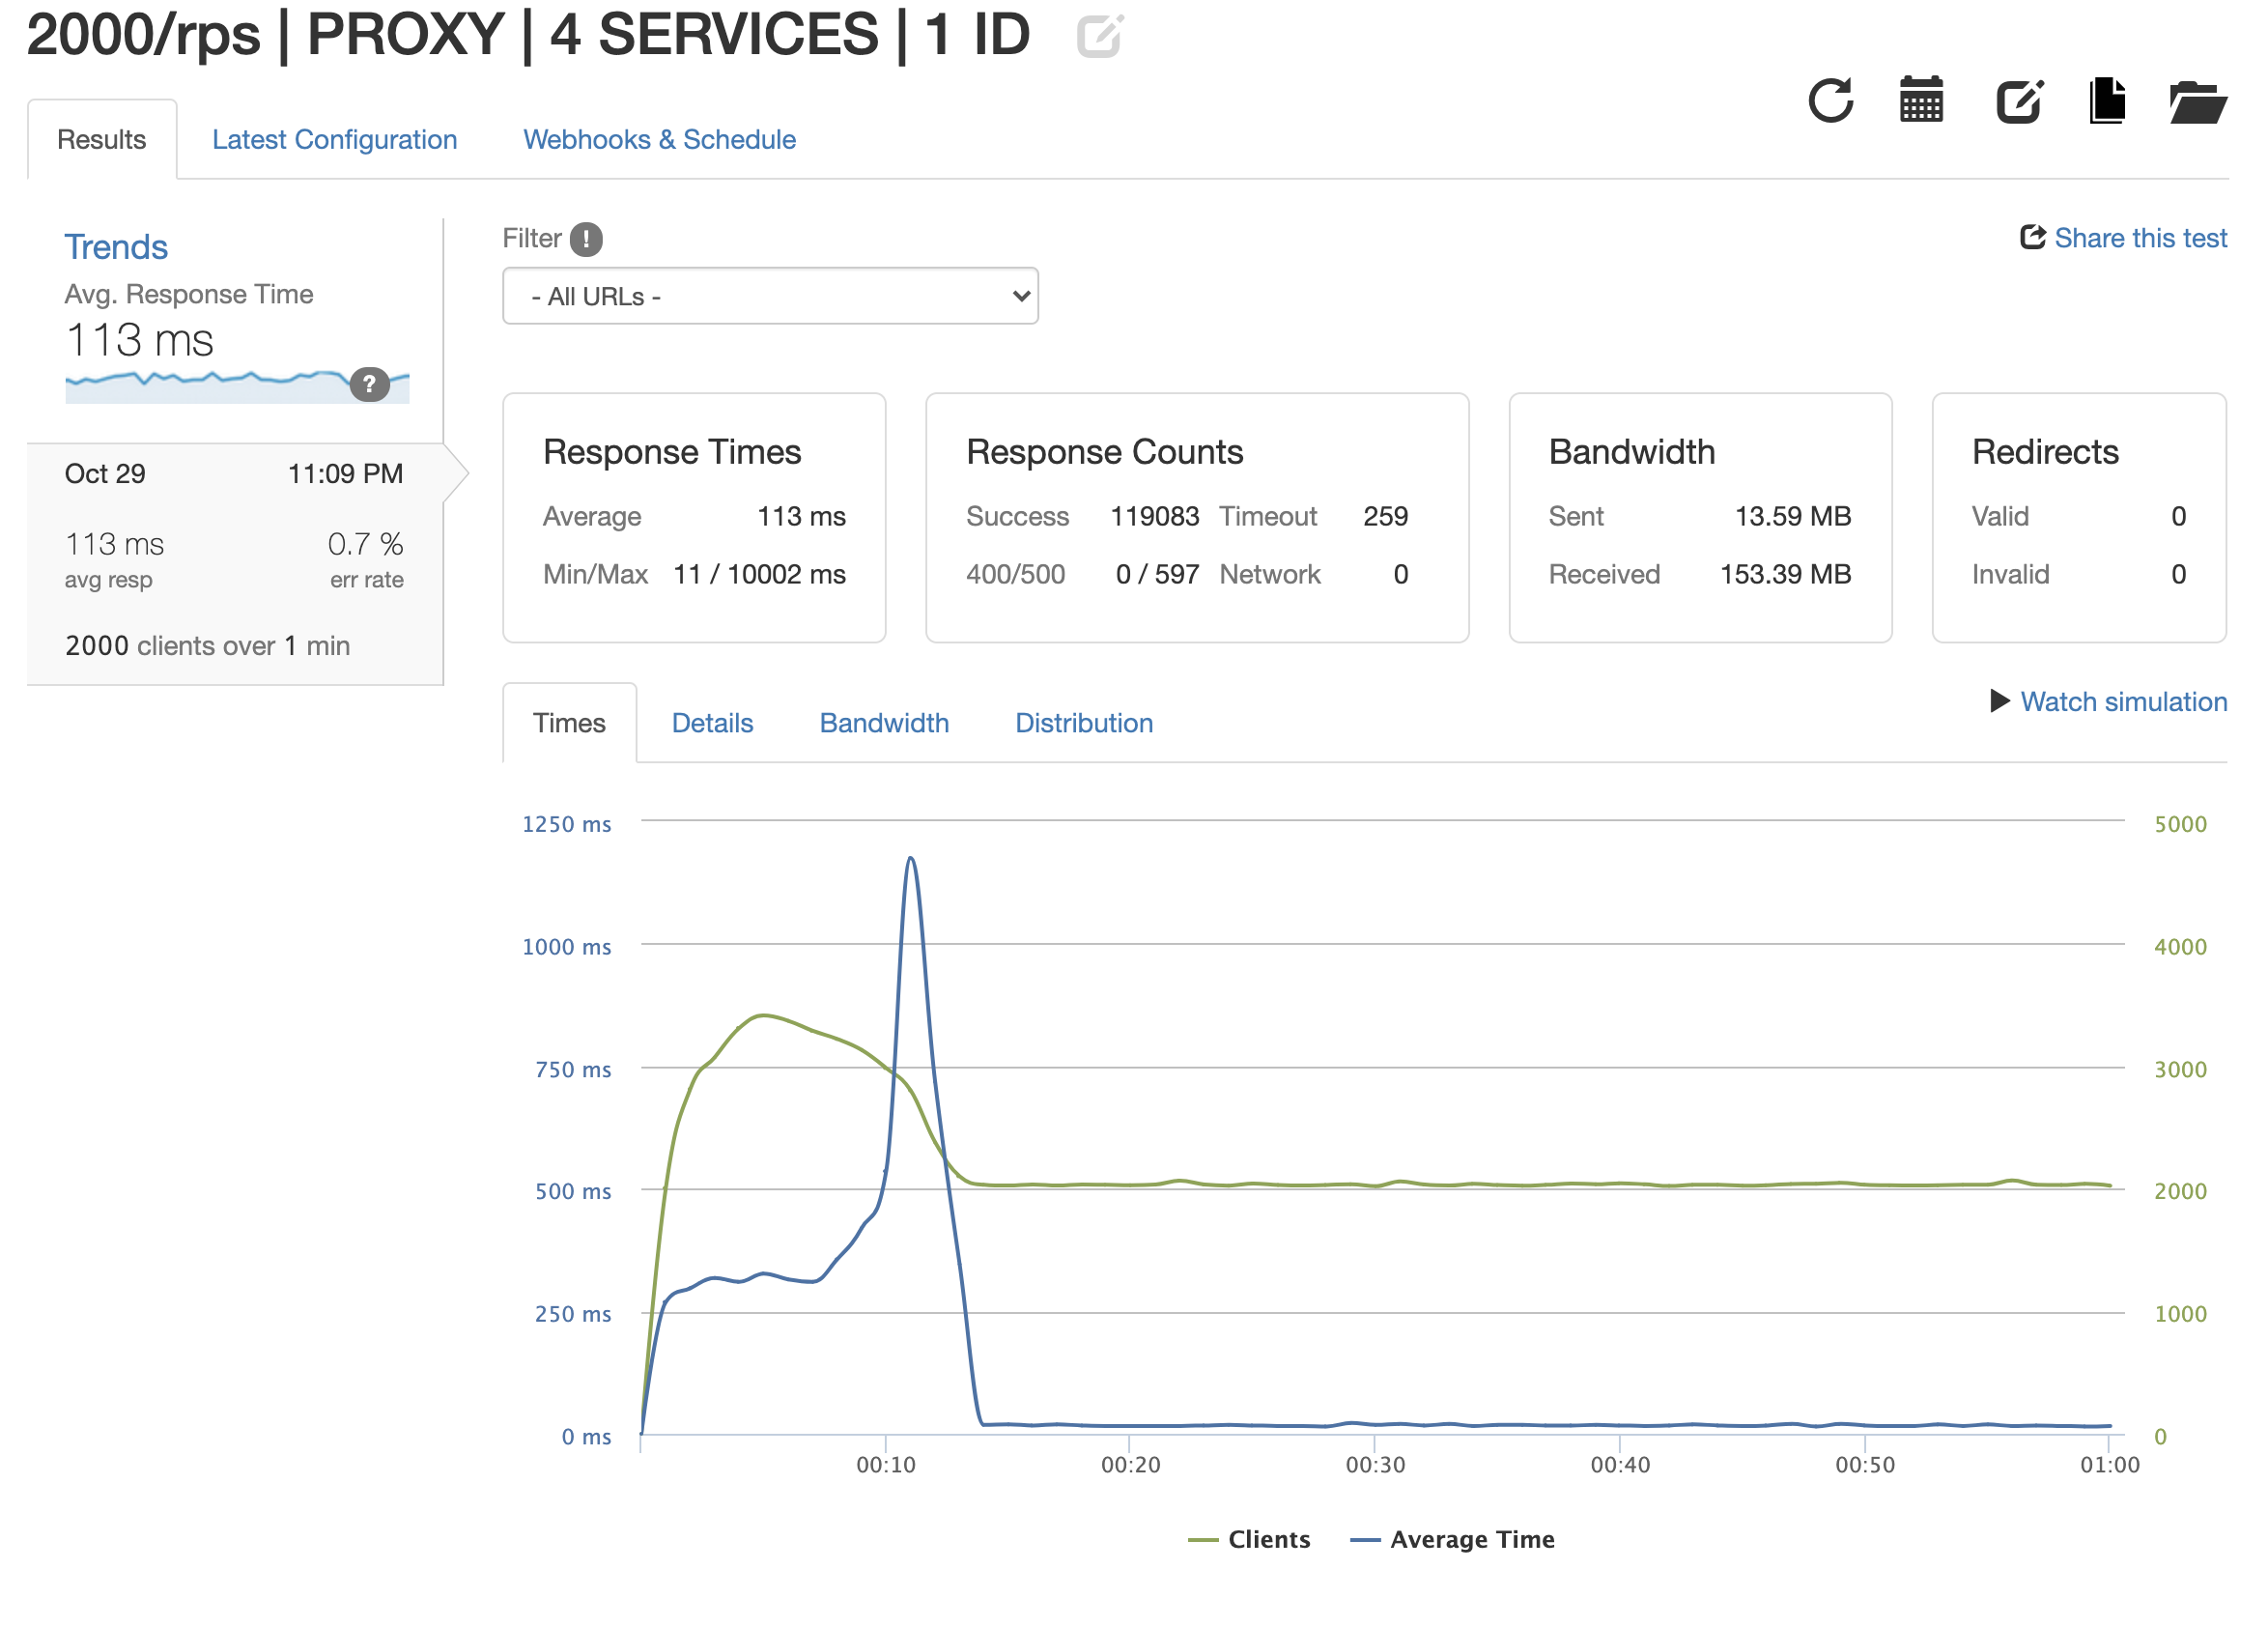 2000/rps | PROXY | 4 SERVICES | 1 ID
Results
Latest Configuration
Webhooks & Schedule
Trends
Avg. Response Time
113 ms
?
Oct 29 11:09 PM
113 ms 0.7 %
avg resp err rate
2000 clients over 1 min
Filter !
- All URLs -
Share this test
Response Times
Average 113 ms
Min/Max 11 / 10002 ms
Response Counts
Success 119083 Timeout 259
400/500 0 / 597 Network 0
Bandwidth
Sent 13.59 MB
Received 153.39 MB
Redirects
Valid 0
Invalid 0
Times
Details
Bandwidth
Distribution
Watch simulation
1250 ms 5000
1000 ms 4000
750 ms 3000
500 ms 2000
250 ms 1000
0 ms 0
00:10 00:20 00:30 00:40 00:50 01:00
Clients Average Time